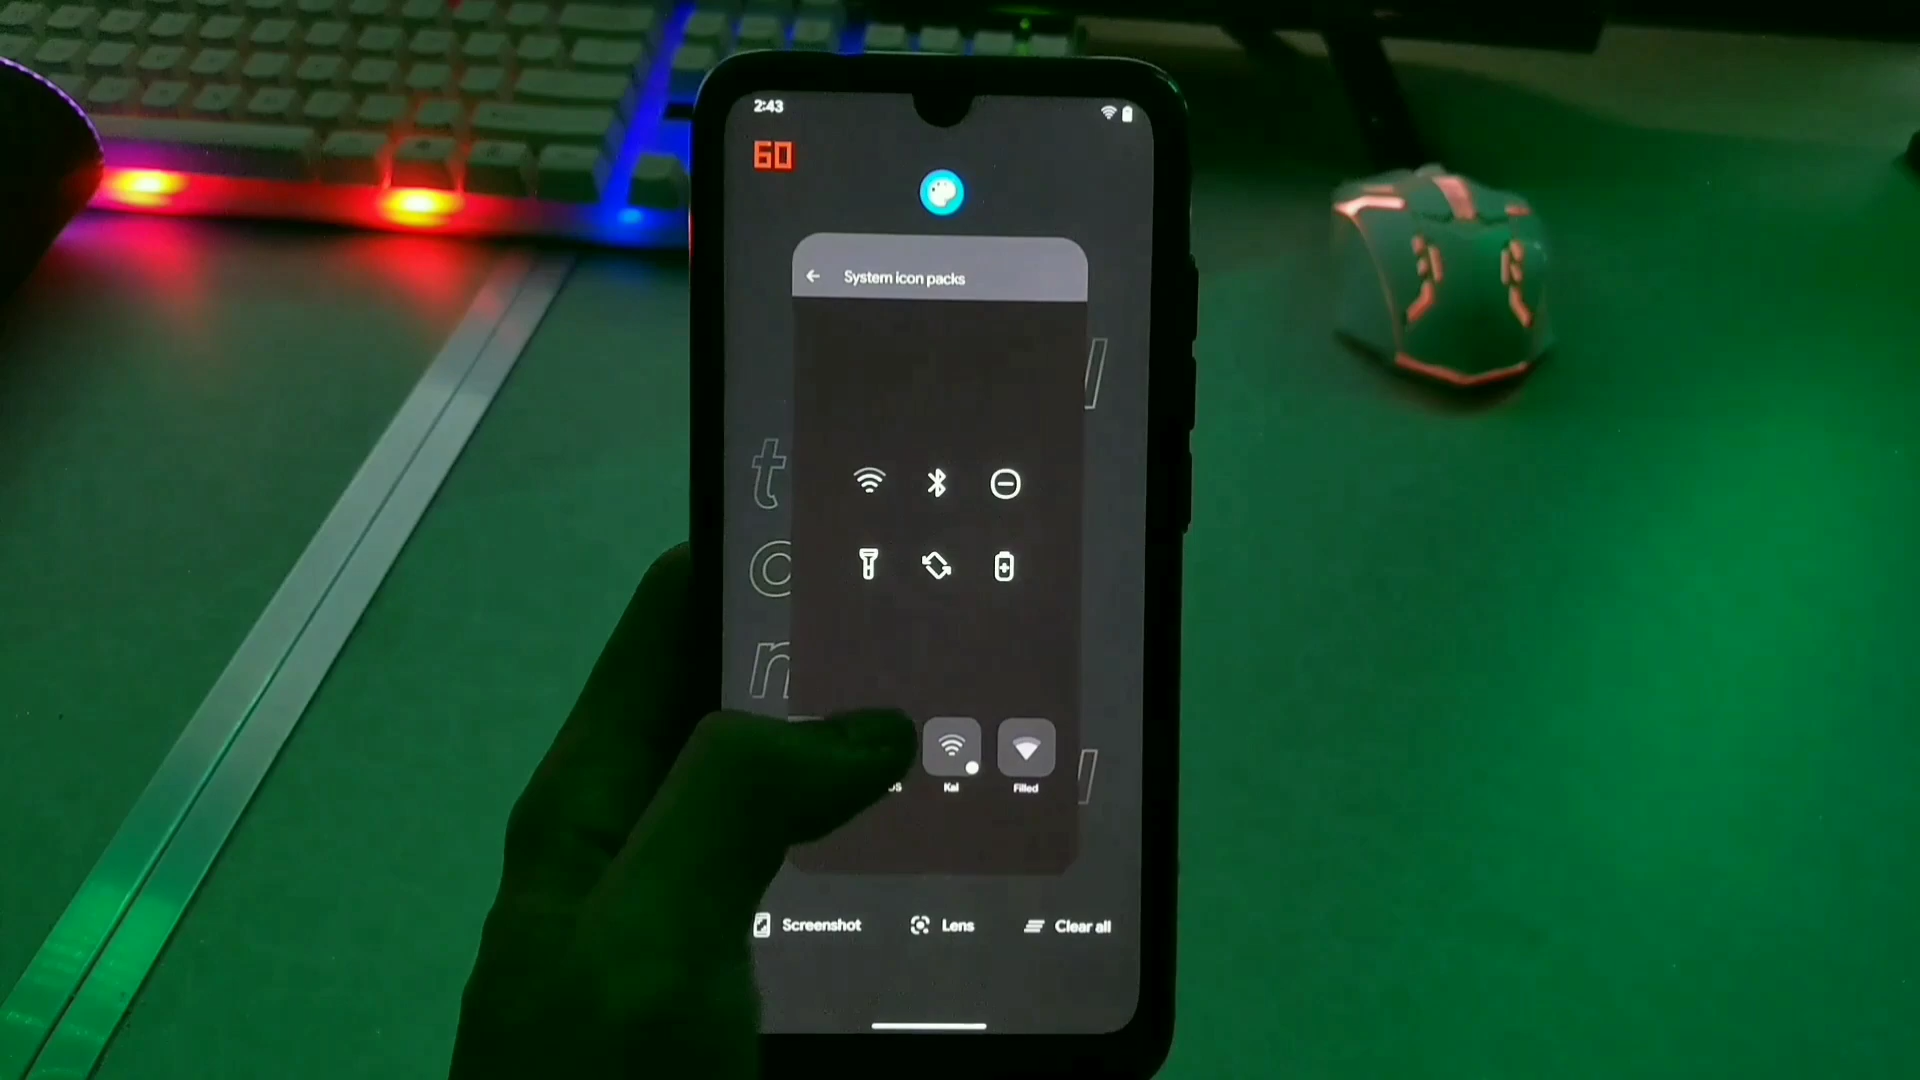 2:43
60
System icon packs
t
o
n
Kai
Filled
Screenshot
Lens
Clear all